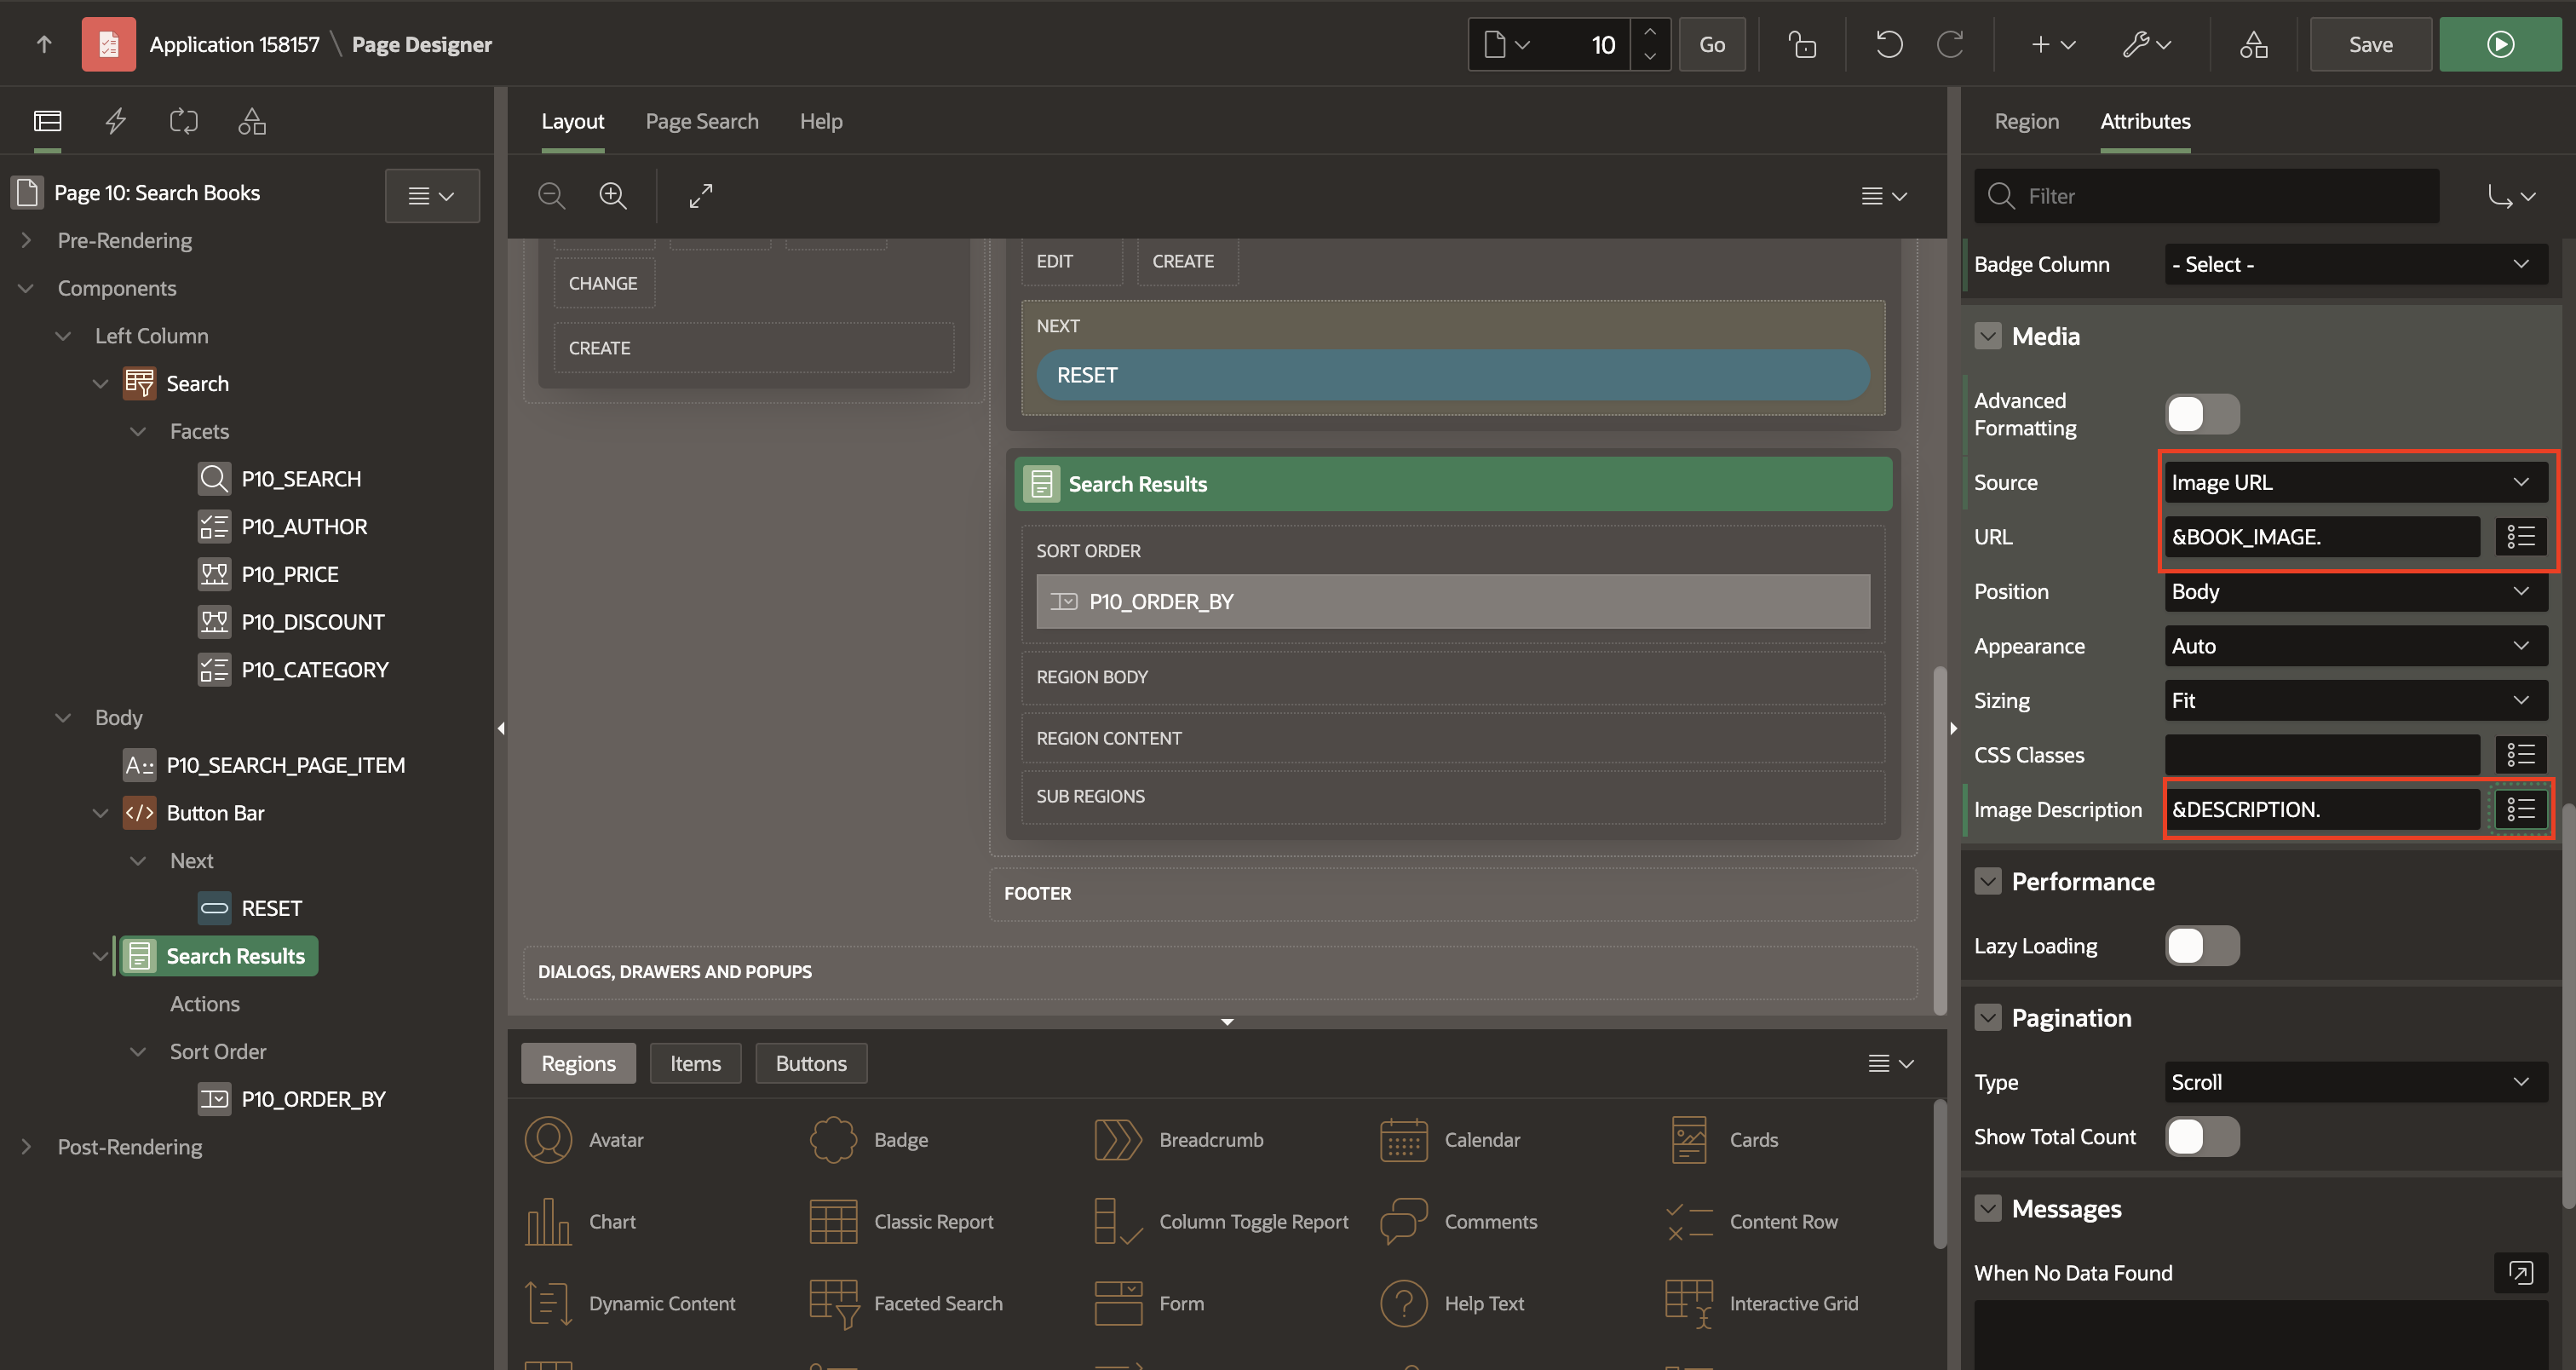 Application 158157 \ Page Designer
10
Go
Save
Layout
Page Search
Help
Region
Attributes
Page 10: Search Books
Pre-Rendering
Components
Left Column
Search
Facets
P10_SEARCH
P10_AUTHOR
P10_PRICE
P10_DISCOUNT
P10_CATEGORY
Body
P10_SEARCH_PAGE_ITEM
Button Bar
Next
RESET
Search Results
Actions
Sort Order
P10_ORDER_BY
Post-Rendering
CHANGE
CREATE
EDIT
CREATE
NEXT
RESET
Search Results
SORT ORDER
P10_ORDER_BY
REGION BODY
REGION CONTENT
SUB REGIONS
FOOTER
DIALOGS, DRAWERS AND POPUPS
Regions
Items
Buttons
Avatar
Badge
Breadcrumb
Calendar
Cards
Chart
Classic Report
Column Toggle Report
Comments
Content Row
Dynamic Content
Faceted Search
Form
Help Text
Interactive Grid
Filter
Badge Column
- Select -
Media
Advanced
Formatting
Source
Image URL
URL
&BOOK_IMAGE.
Position
Body
Appearance
Auto
Sizing
Fit
CSS Classes
Image Description
&DESCRIPTION.
Performance
Lazy Loading
Pagination
Type
Scroll
Show Total Count
Messages
When No Data Found